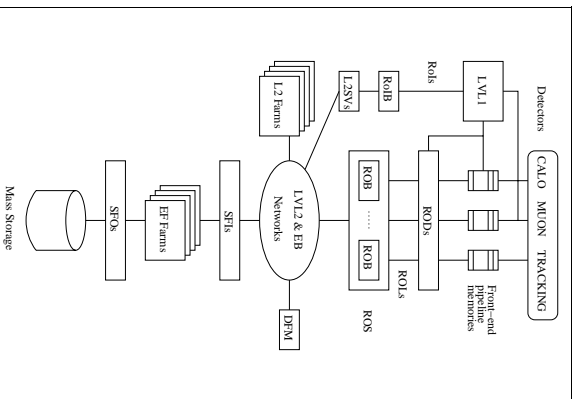 Detectors
CALO MUON TRACKING
LVL1
Front−end
pipeline
memories
RoIs
RODs
RoIB
ROLs
L2SVs
ROB
......
ROB
ROS
L2 Farms
LVL2 & EB
Networks
DFM
SFIs
EF Farms
SFOs
Mass Storage